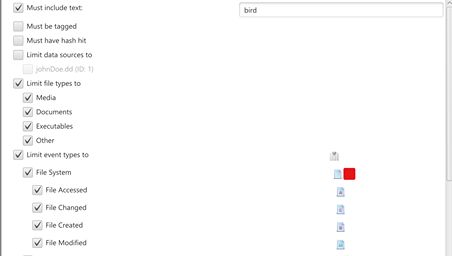 Must include text:
bird
Must be tagged
Must have hash hit
Limit data sources to
johnDoe.dd (ID: 1)
Limit file types to
Media
Documents
Executables
Other
Limit event types to
File System
File Accessed
File Changed
File Created
File Modified